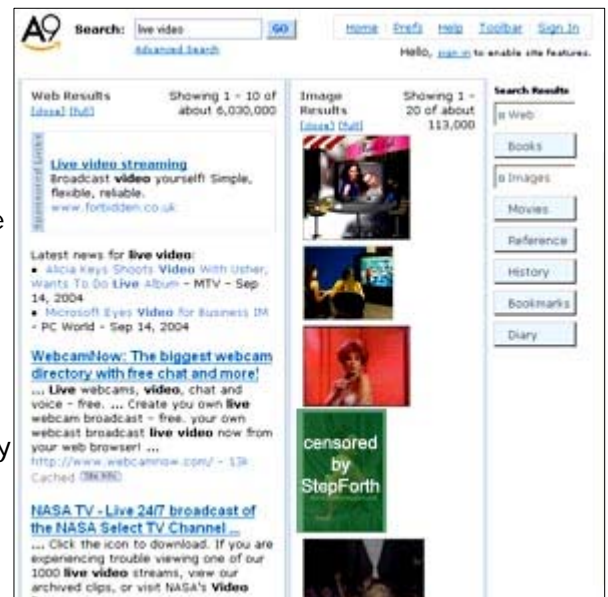 A9
Search:
live video
GO
Advanced Search
Home Prefs Help Toolbar Sign In
Hello, sign in to enable site features.
Web Results
[close] [full]
Showing 1 - 10 of
about 6,030,000
Sponsored Links
Live video streaming
Broadcast video yourself! Simple,
flexible, reliable.
www.forbidden.co.uk
Latest news for live video:
• Alicia Keys Shoots Video With Usher,
Wants To Do Live Album - MTV - Sep
14, 2004
• Microsoft Eyes Video for Business IM
- PC World - Sep 14, 2004
WebcamNow: The biggest webcam
directory with free chat and more!
... Live webcams, video, chat and
voice - free. ... Create you own live
webcam broadcast - free. your own
webcast broadcast live video now from
your web browser! ...
http://www.webcamnow.com/ - 13k
Cached Site Info
NASA TV - Live 24/7 broadcast of
the NASA Select TV Channel ...
... Click the icon to download. If you are
experiencing trouble viewing one of our
1000 live video streams, view our
archived clips, or visit NASA's Video
Image
Results
[close] [full]
Showing 1 -
20 of about
113,000
censored
by
StepForth
Search Results
Web
Books
Images
Movies
Reference
History
Bookmarks
Diary
e
y